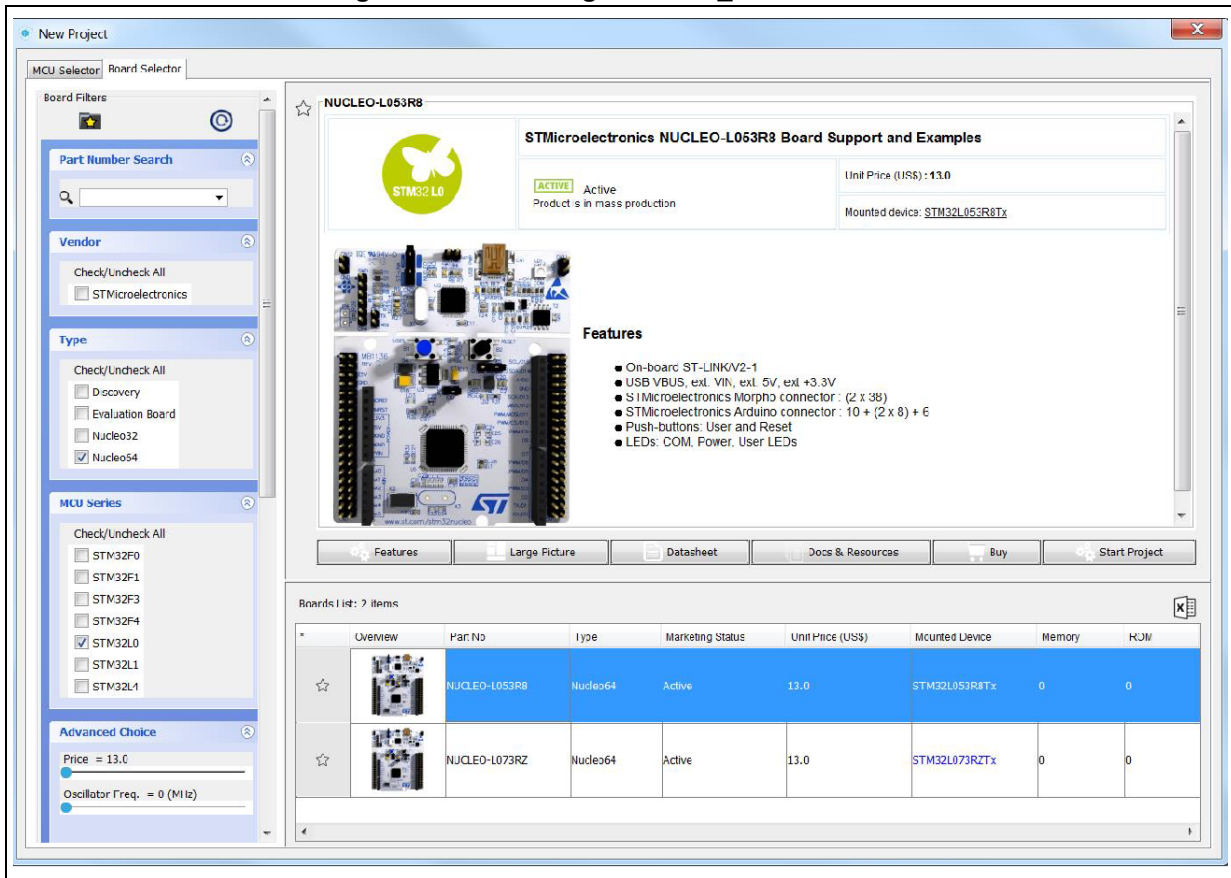 New Project
MCU Selector Board Selector
Board Filters
Part Number Search
Vendor
Check/Uncheck All
STMicroelectronics
Type
Check/Uncheck All
Discovery
Evaluation Board
Nucleo32
Nucleo64
MCU Series
Check/Uncheck All
STM32F0
STM32F1
STM32F3
STM32F4
STM32L0
STM32L1
STM32L4
Advanced Choice
Price = 13.0
Oscillator Freq. = 0 (MHz)
NUCLEO-L053R8
STM32 L0
STMicroelectronics NUCLEO-L053R8 Board Support and Examples
ACTIVE Active
Product is in mass production
Unit Price (US$) : 13.0
Mounted device: STM32L053R8Tx
MB1136
www.st.com/stm32nucleo
Features
On-board ST-LINK/V2-1
USB VBUS, ext. VIN, ext. 5V, ext +3.3V
STMicroelectronics Morpho connector : (2 x 38)
STMicroelectronics Arduino connector : 10 + (2 x 8) + 6
Push-buttons: User and Reset
LEDs: COM, Power, User LEDs
Features Large Picture Datasheet Docs & Resources Buy Start Project
Boards List: 2 items
* Overview Part No Type Marketing Status Unit Price (US$) Mounted Device Memory ROM
NUCLEO-L053R8 Nucleo64 Active 13.0 STM32L053R8Tx 0 0
NUCLEO-L073RZ Nucleo64 Active 13.0 STM32L073RZTx 0 0